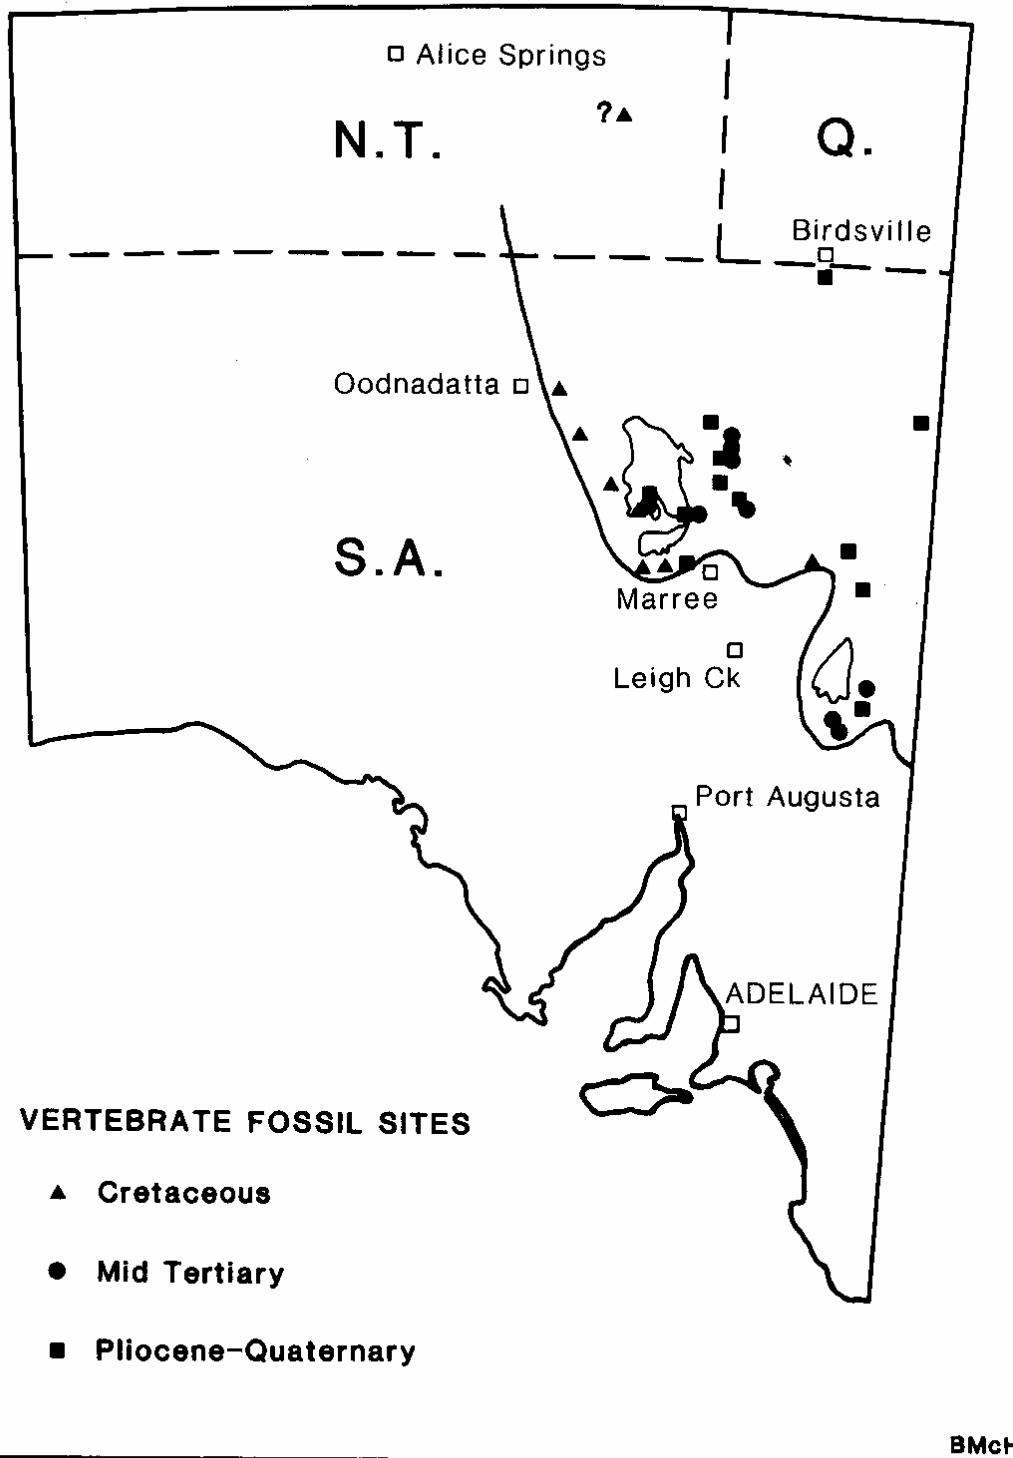 Alice Springs
?
N.T.
Q.
Birdsville
Oodnadatta
S.A.
Marree
Leigh Ck
Port Augusta
ADELAIDE
VERTEBRATE FOSSIL SITES
Cretaceous
Mid Tertiary
Pliocene-Quaternary